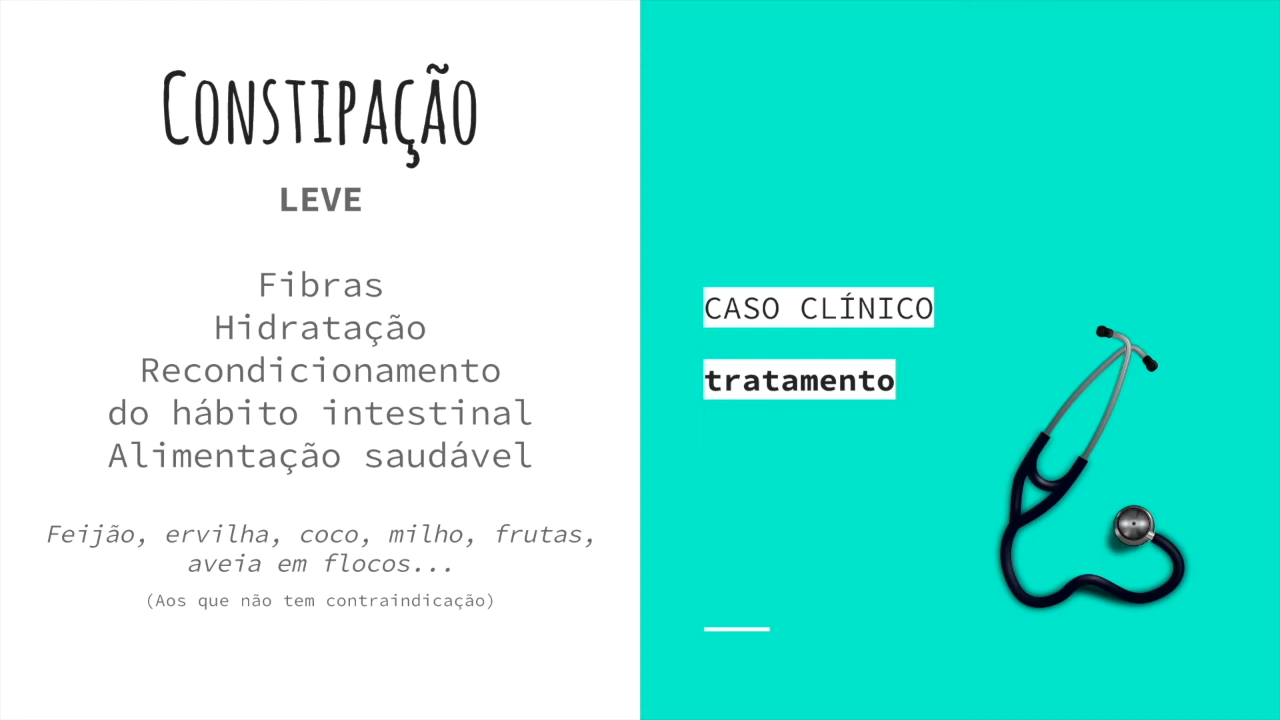 Constipação
LEVE
Fibras
Hidratação
Recondicionamento
do hábito intestinal
Alimentação saudável
Feijão, ervilha, coco, milho, frutas,
aveia em flocos...
(Aos que não tem contraindicação)
CASO CLÍNICO
tratamento